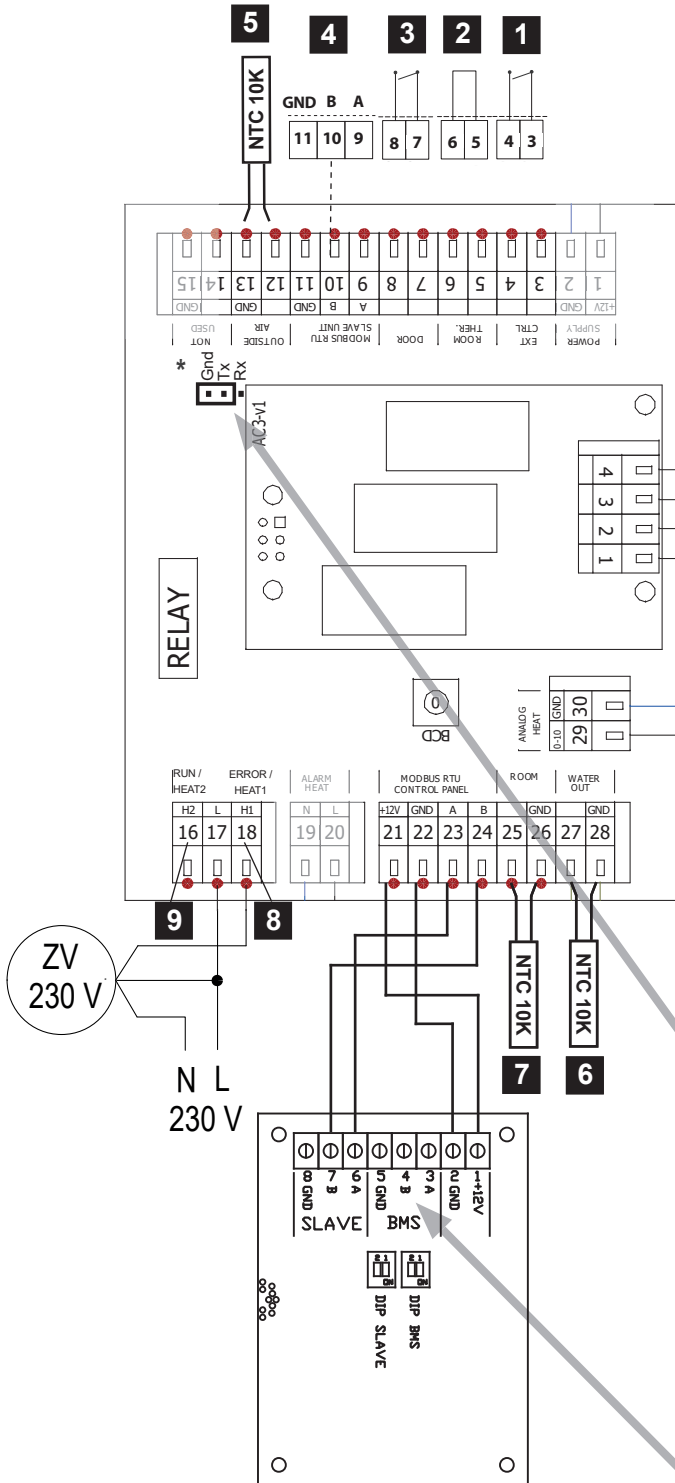 5 4 3 2 1
NTC 10K
GND B A
11 10 9 8 7 6 5 4 3
15 14 13 12 11 10 9 8 7 6 5 4 3 2 1
GND GND GND B A GND +12V
NOT USED
OUTSIDE AIR
MODBUS RTU SLAVE UNIT
DOOR
ROOM THER.
EXT CTRL
POWER SUPPLY
*
Gnd
Tx
Rx
AC3-v1
4
3
2
1
RELAY
0
BCD
ANALOG HEAT
0-10 GND
29 30
RUN / HEAT2
ERROR / HEAT1
ALARM HEAT
MODBUS RTU CONTROL PANEL
ROOM
WATER OUT
H2 L H1 N L +12V GND A B GND GND
16 17 18 19 20 21 22 23 24 25 26 27 28
9 8
ZV
230 V
NTC 10K
NTC 10K
7 6
N L
230 V
8 GND
7 B
6 A
5 GND
4 B
3 A
2 GND
1 +12V
SLAVE BMS
2 1
ON
2 1
ON
DIP SLAVE
DIP BMS